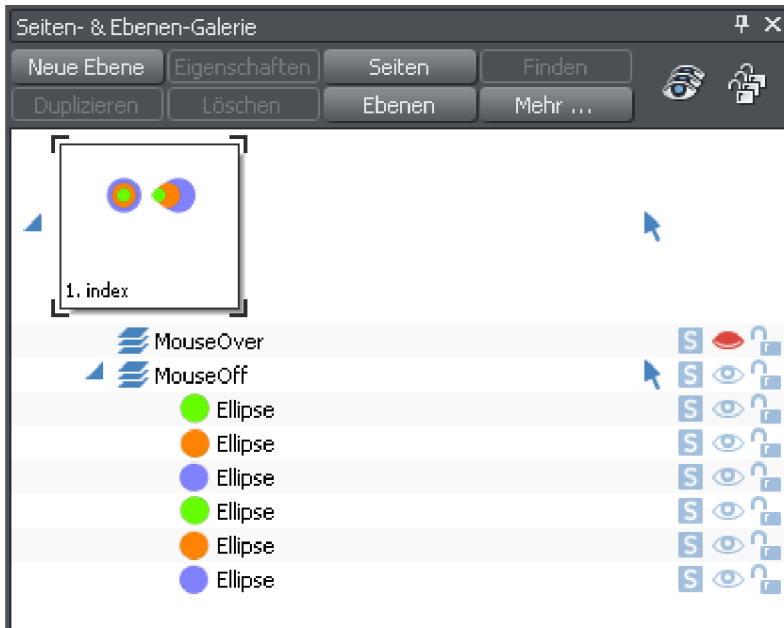 Seiten- & Ebenen-Galerie
Neue Ebene Eigenschaften Seiten Finden
Duplizieren Löschen Ebenen Mehr ...
1. index
MouseOver S
MouseOff S
Ellipse S
Ellipse S
Ellipse S
Ellipse S
Ellipse S
Ellipse S